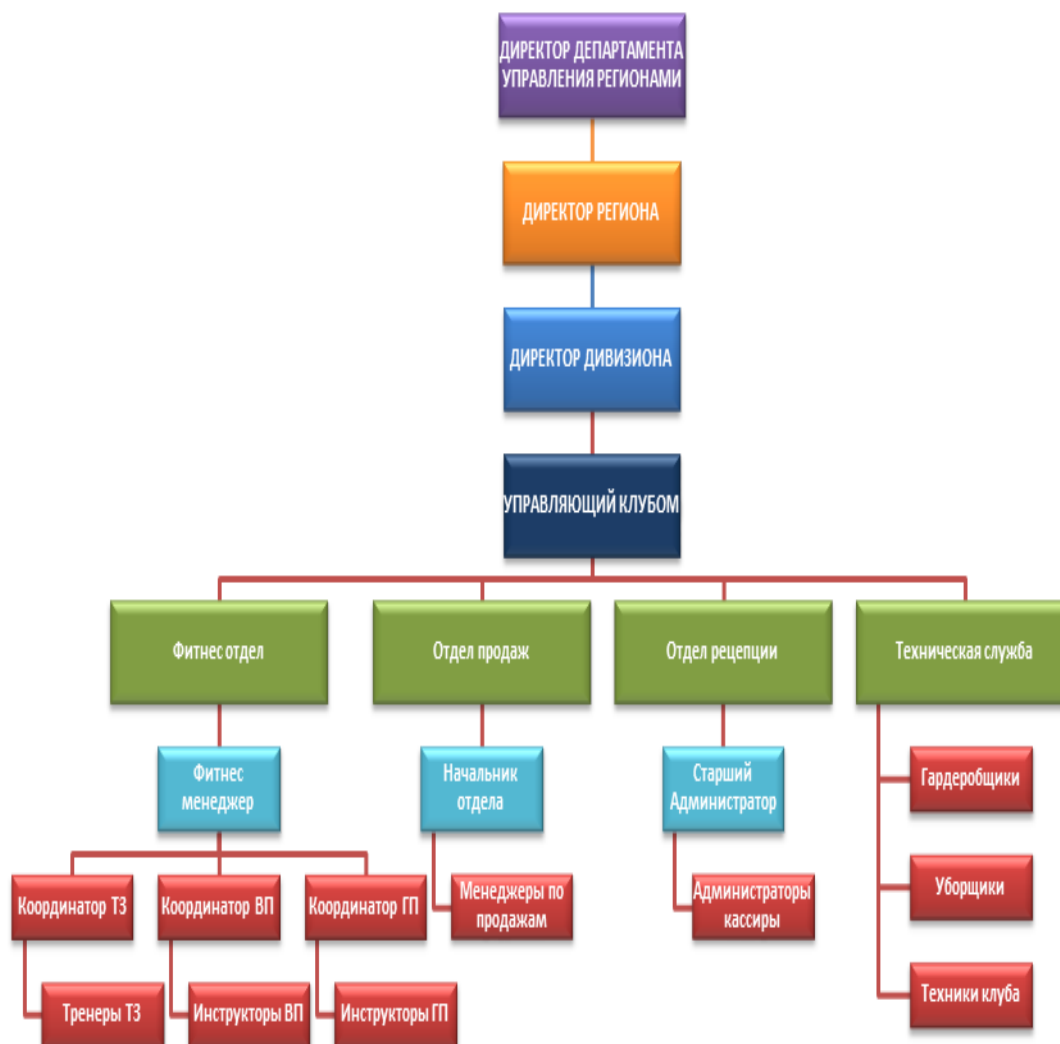 ДИРЕКТОР ДЕПАРТАМЕНТА
УПРАВЛЕНИЯ РЕГИОНАМИ
ДИРЕКТОР РЕГИОНА
ДИРЕКТОР ДИВИЗИОНА
УПРАВЛЯЮЩИЙ КЛУБОМ
Фитнес отдел
Отдел продаж
Отдел рецепции
Техническая служба
Фитнес
менеджер
Начальник
отдела
Старший
Администратор
Гардеробщики
Координатор ТЗ
Координатор ВП
Координатор ГП
Менеджеры по
продажам
Администраторы
кассиры
Уборщики
Тренеры ТЗ
Инструкторы ВП
Инструкторы ГП
Техники клуба